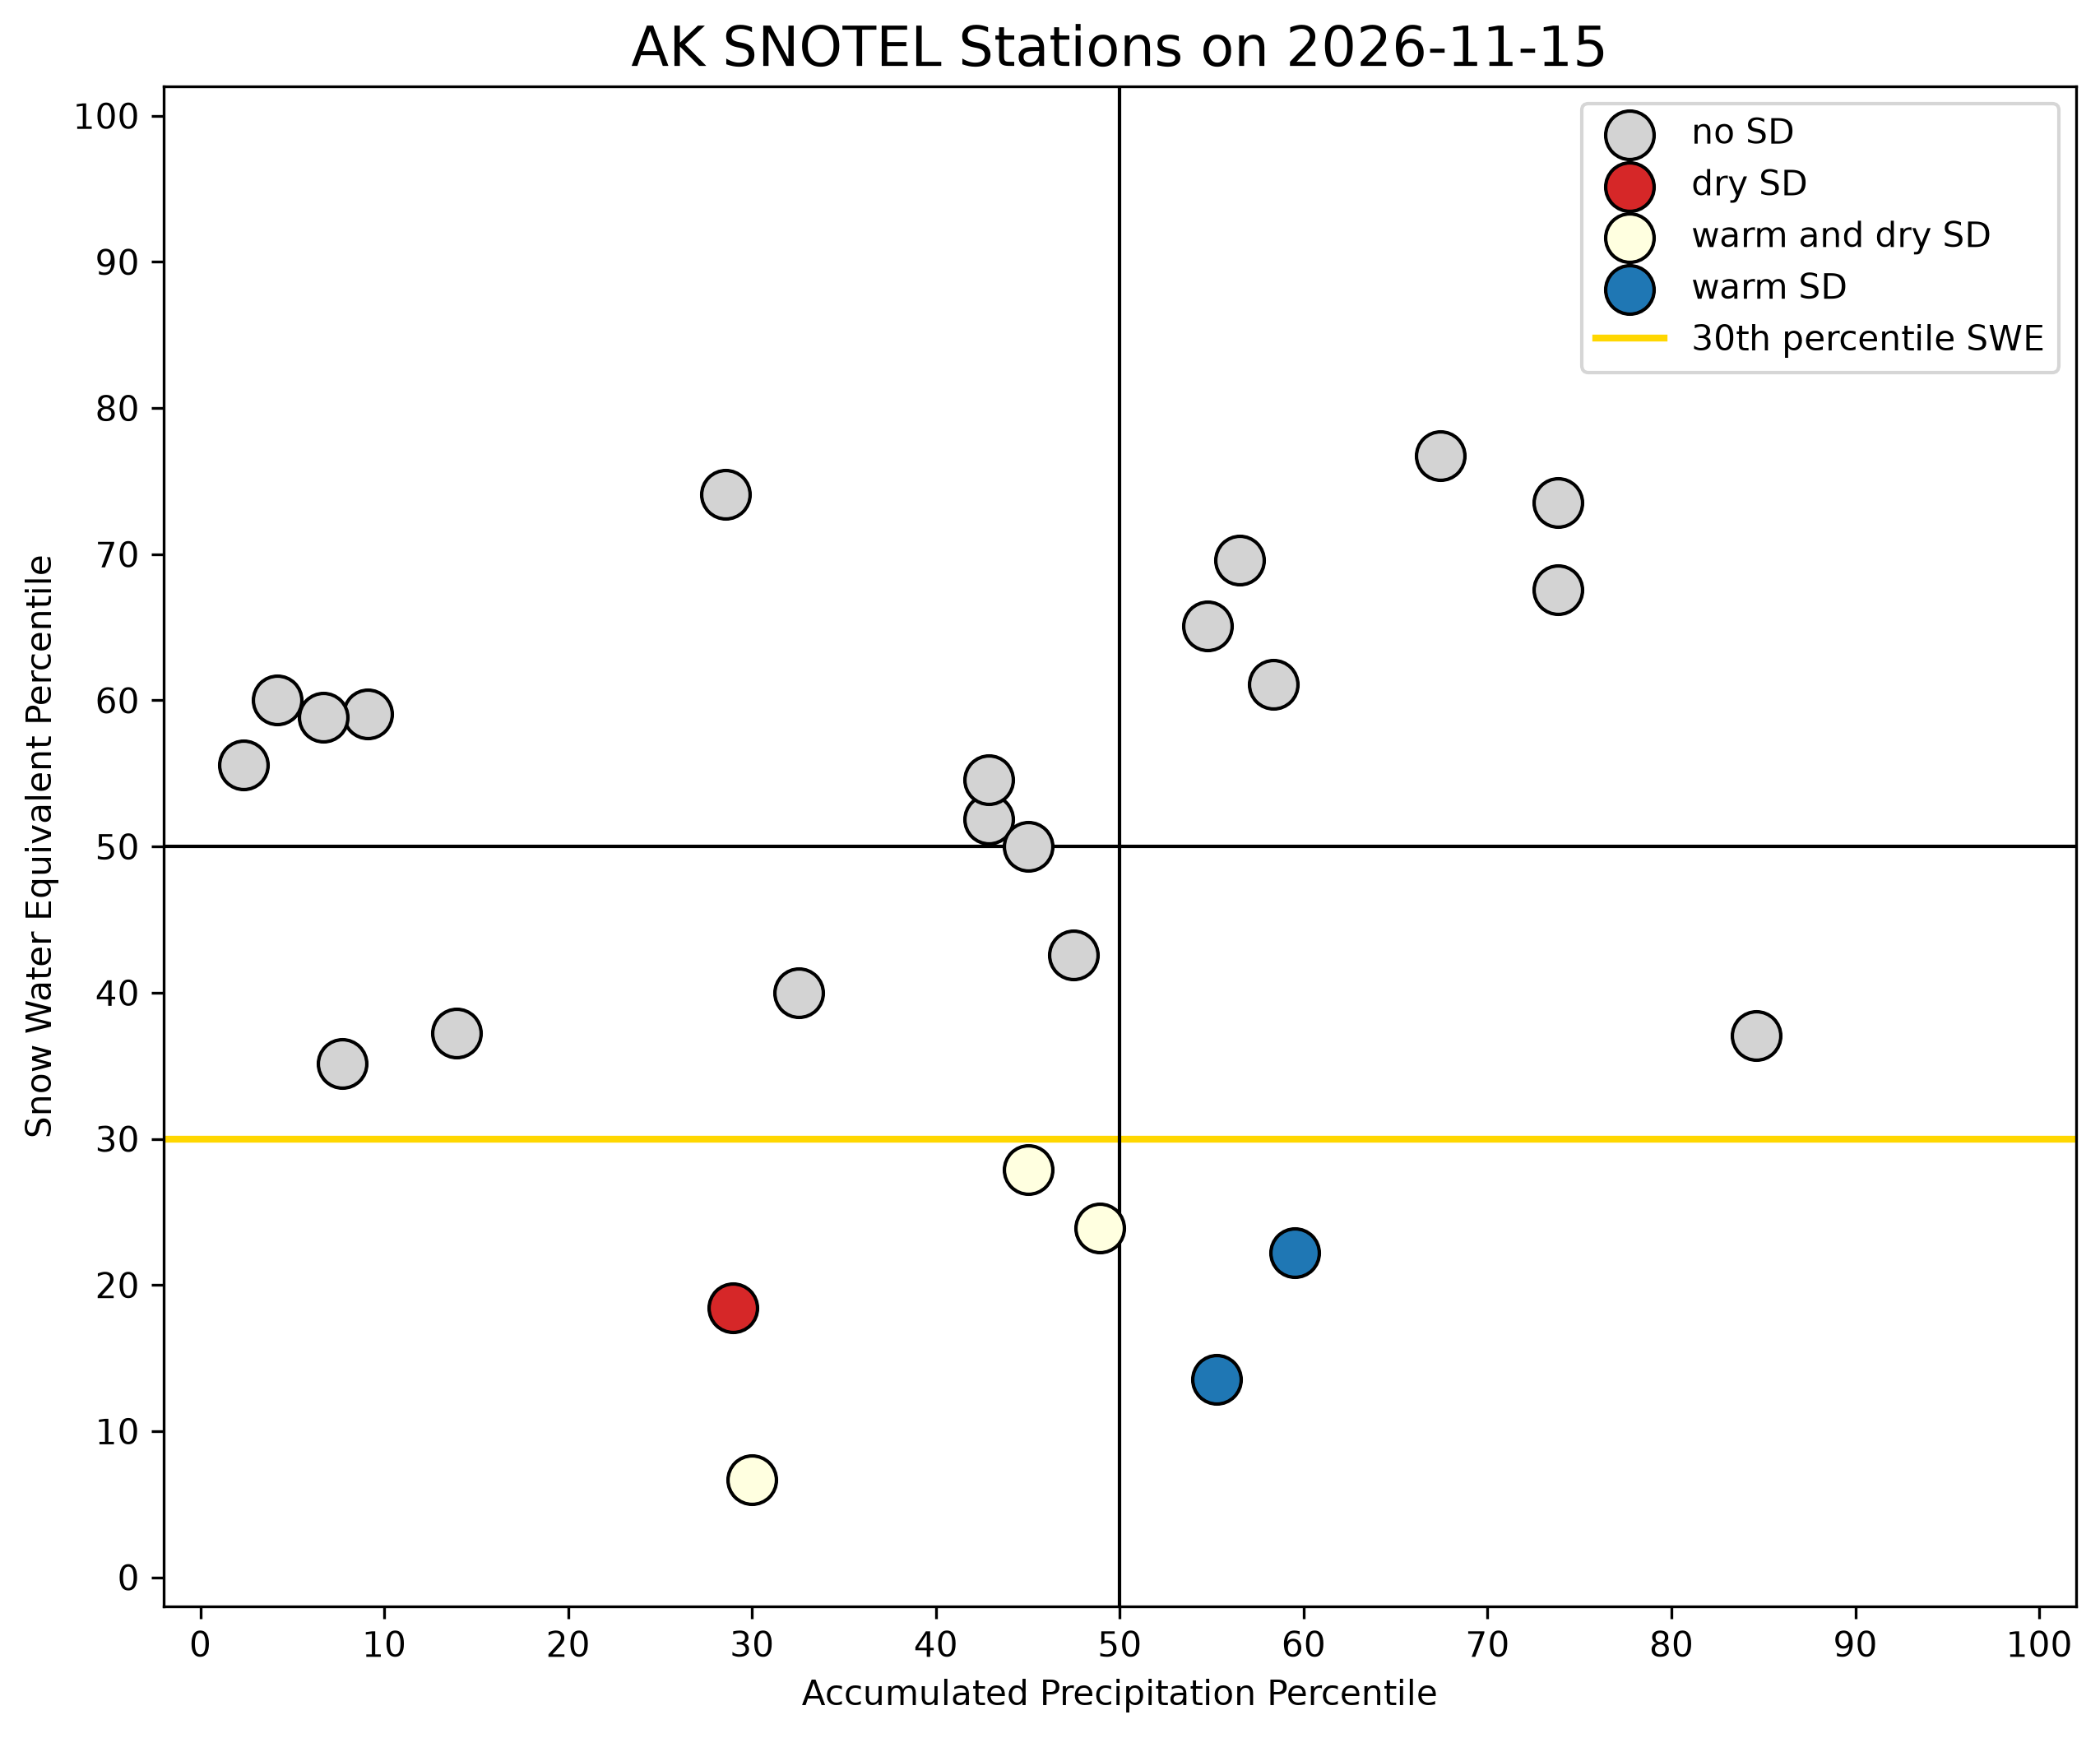 AK SNOTEL Stations on 2026-11-15
no SD
dry SD
warm and dry SD
warm SD
30th percentile SWE
Snow Water Equivalent Percentile
100
90
80
70
60
50
40
30
20
10
0
0 10 20 30 40 50 60 70 80 90 100
Accumulated Precipitation Percentile